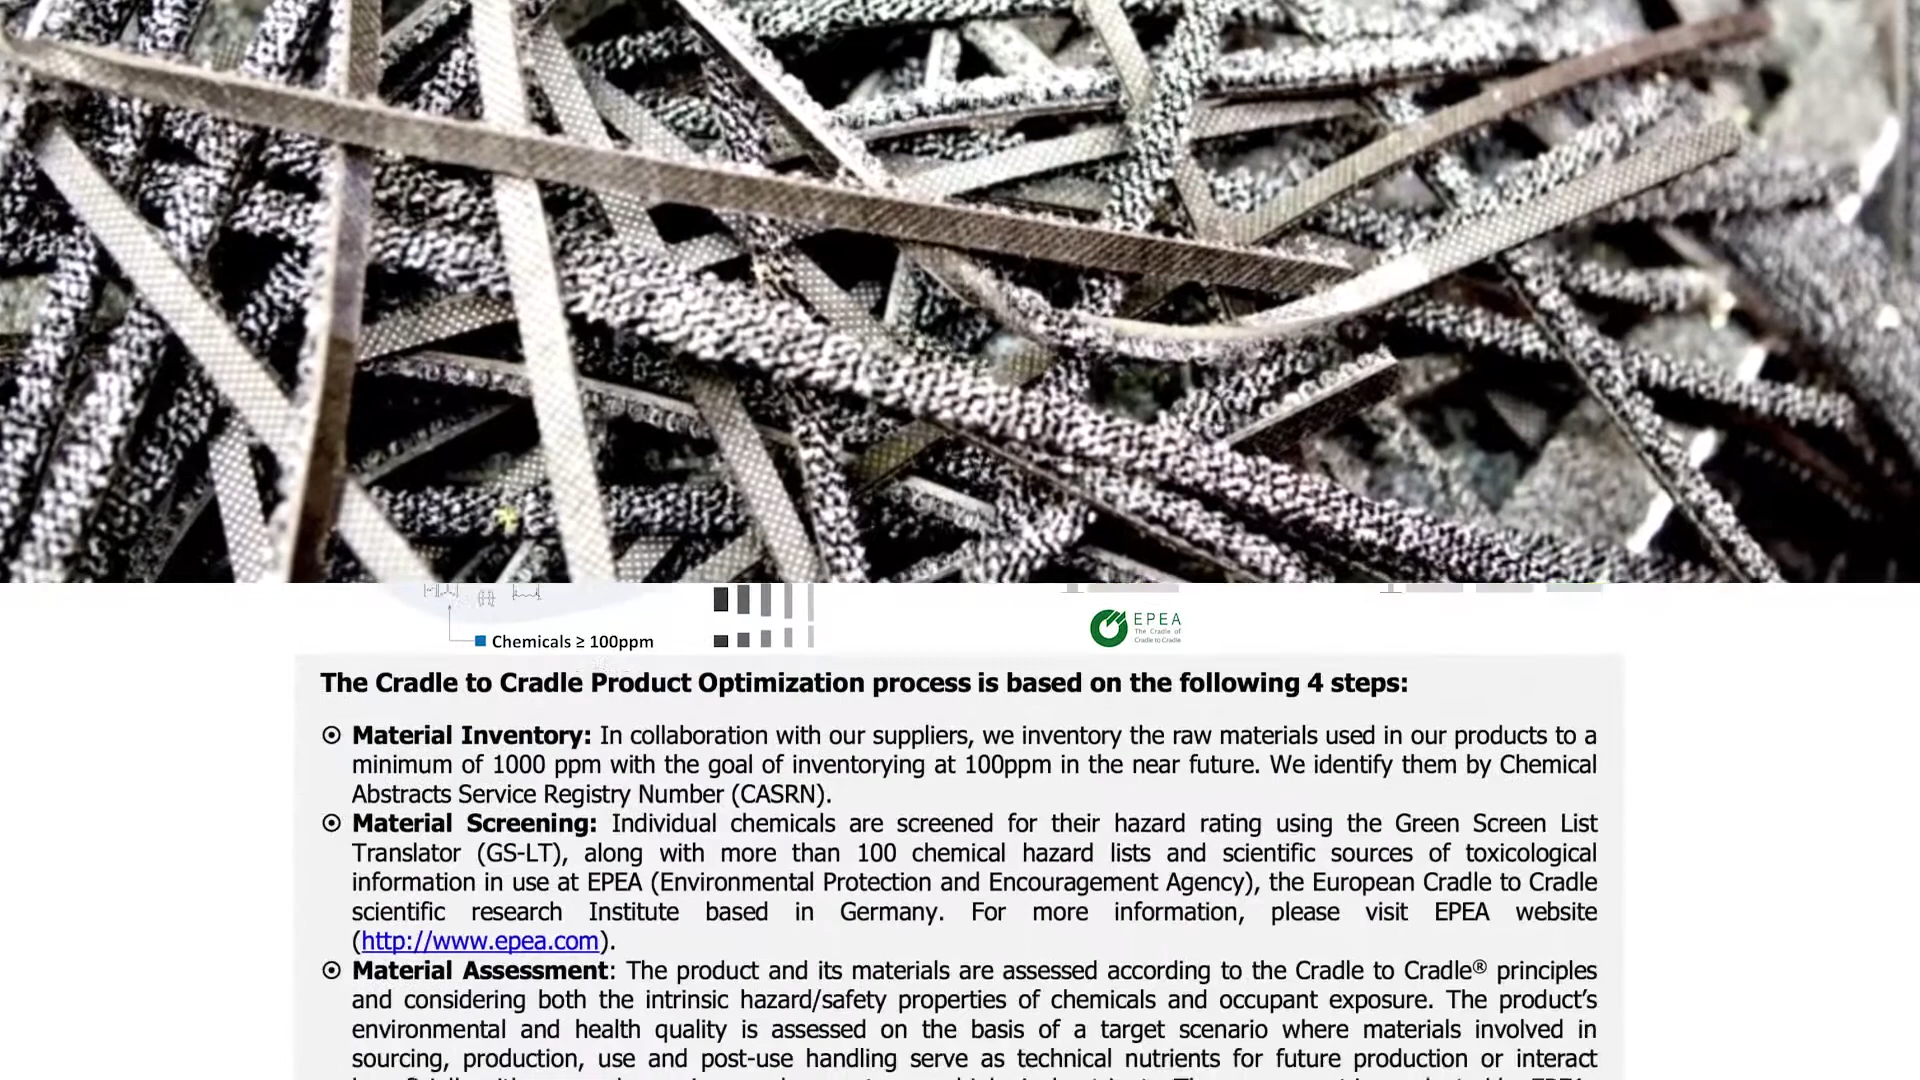 Chemicals ≥ 100ppm
EPEA
The Cradle of
Cradle to Cradle
The Cradle to Cradle Product Optimization process is based on the following 4 steps:
Material Inventory: In collaboration with our suppliers, we inventory the raw materials used in our products to a
minimum of 1000 ppm with the goal of inventorying at 100ppm in the near future. We identify them by Chemical
Abstracts Service Registry Number (CASRN).
Material Screening: Individual chemicals are screened for their hazard rating using the Green Screen List
Translator (GS-LT), along with more than 100 chemical hazard lists and scientific sources of toxicological
information in use at EPEA (Environmental Protection and Encouragement Agency), the European Cradle to Cradle
scientific research Institute based in Germany. For more information, please visit EPEA website
(http://www.epea.com).
Material Assessment: The product and its materials are assessed according to the Cradle to Cradle® principles
and considering both the intrinsic hazard/safety properties of chemicals and occupant exposure. The product's
environmental and health quality is assessed on the basis of a target scenario where materials involved in
sourcing, production, use and post-use handling serve as technical nutrients for future production or interact